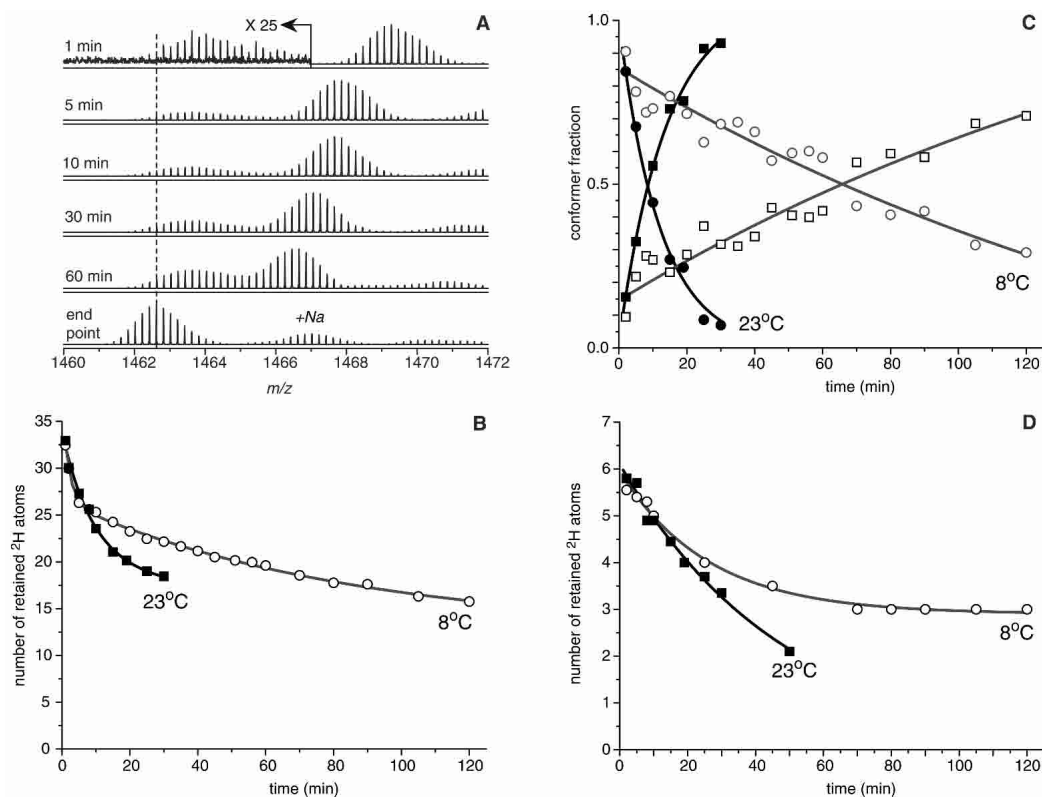 A
X 25
1 min
5 min
10 min
30 min
60 min
end
point
+Na
1460 1462 1464 1466 1468 1470 1472
m/z
C
1.0
0.5
0.0
conformer fractioon
8°C
23°C
0 20 40 60 80 100 120
time (min)
B
35
30
25
20
15
10
5
0
number of retained ²H atoms
23°C
8°C
0 20 40 60 80 100 120
time (min)
D
7
6
5
4
3
2
1
0
number of retained ²H atoms
8°C
23°C
0 20 40 60 80 100 120
time (min)